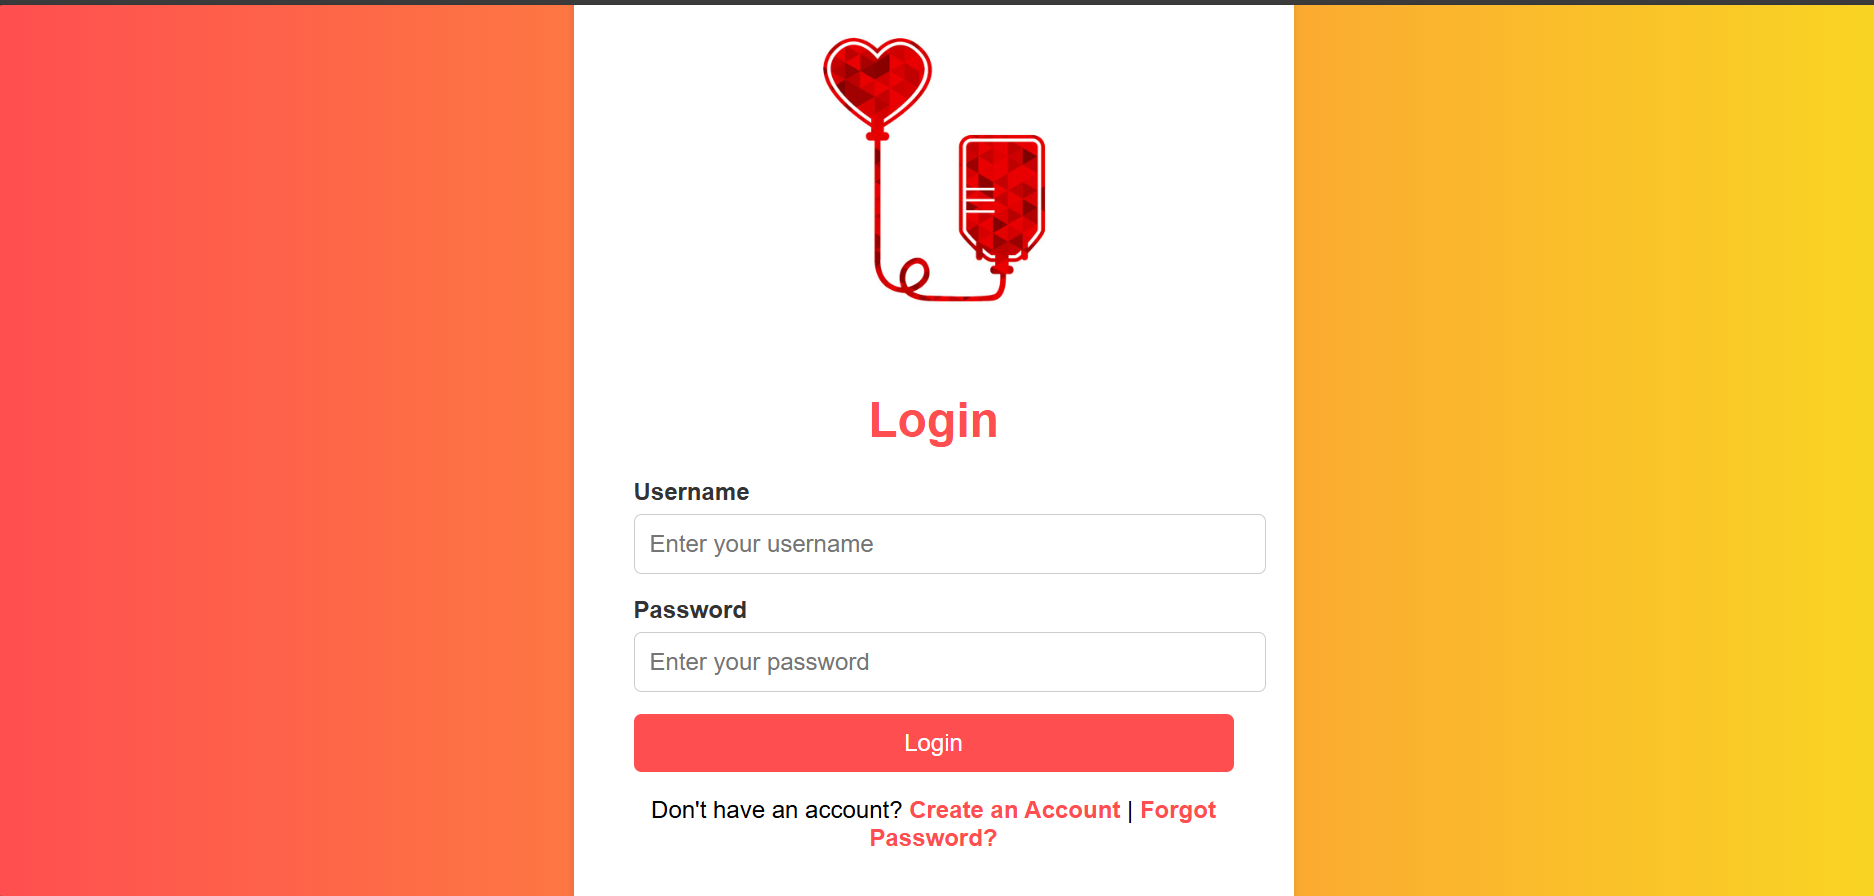 Login
Username
Enter your username
Password
Enter your password
Login
Don't have an account? Create an Account | Forgot
Password?